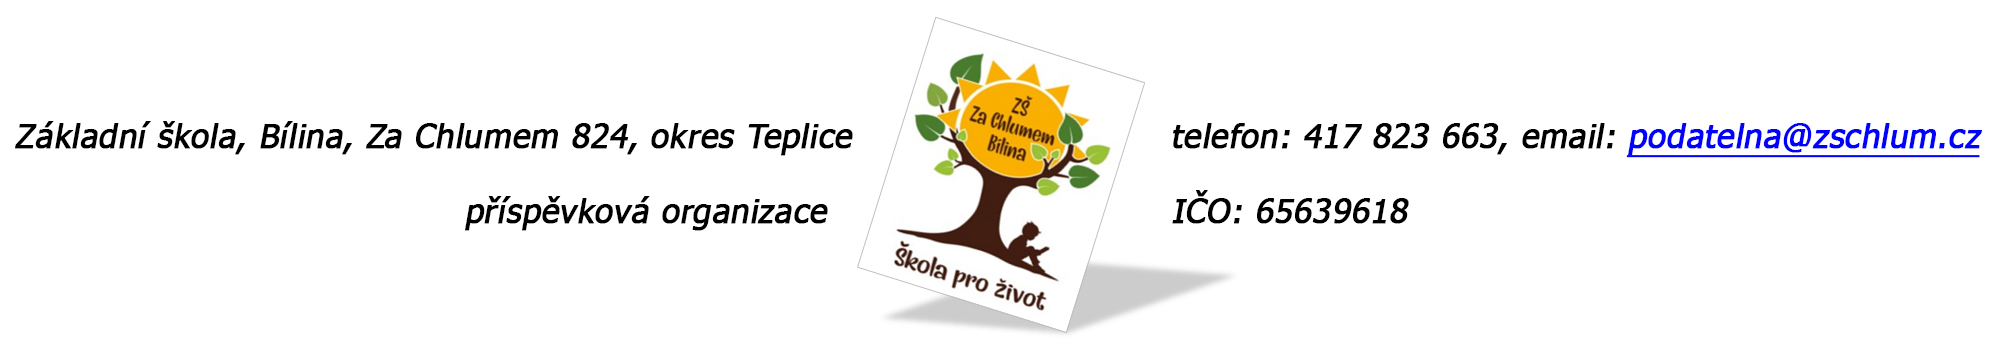 Základní škola, Bílina, Za Chlumem 824, okres Teplice
příspěvková organizace
ZŠ
Za Chlumem
Bílina
Škola pro život
telefon: 417 823 663, email: podatelna@zschlum.cz
IČO: 65639618